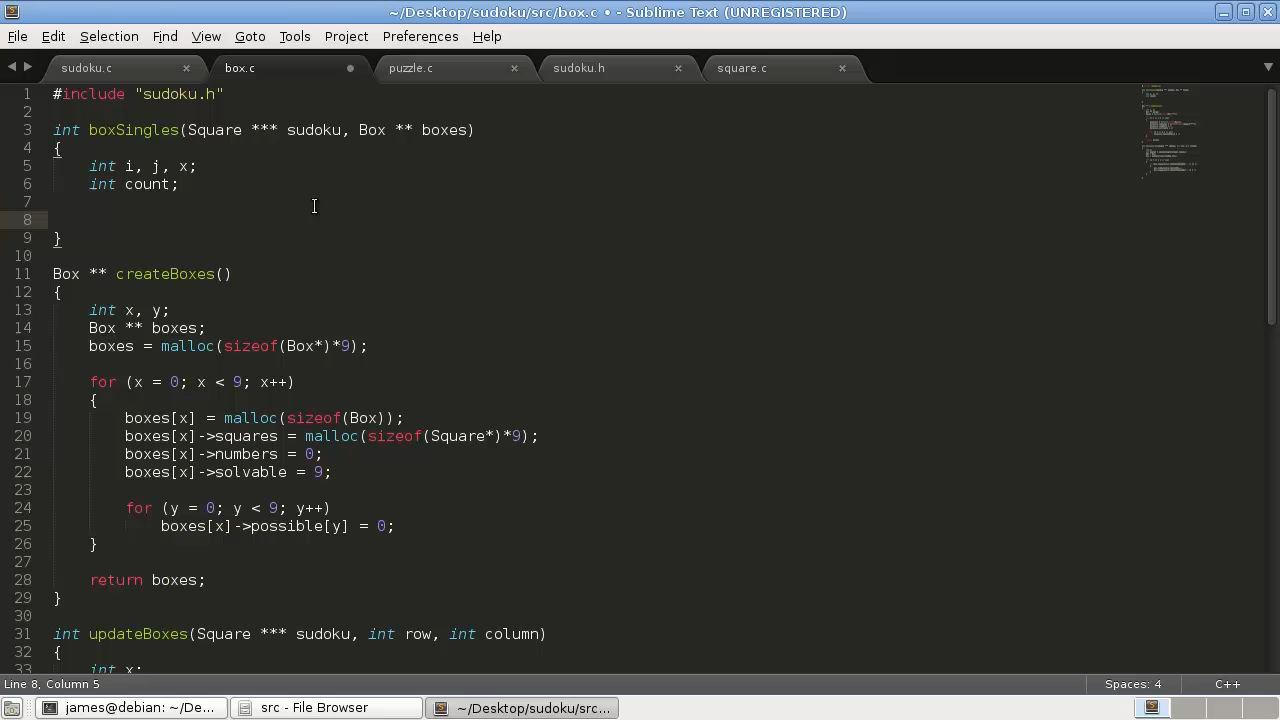 ~/Desktop/sudoku/src/box.c • - Sublime Text (UNREGISTERED)
File Edit Selection Find View Goto Tools Project Preferences Help
sudoku.c box.c puzzle.c sudoku.h square.c
1 #include "sudoku.h"
2
3 int boxSingles(Square *** sudoku, Box ** boxes)
4 {
5 int i, j, x;
6 int count;
7
8
9 }
10
11 Box ** createBoxes()
12 {
13 int x, y;
14 Box ** boxes;
15 boxes = malloc(sizeof(Box*)*9);
16
17 for (x = 0; x < 9; x++)
18 {
19 boxes[x] = malloc(sizeof(Box));
20 boxes[x]->squares = malloc(sizeof(Square*)*9);
21 boxes[x]->numbers = 0;
22 boxes[x]->solvable = 9;
23
24 for (y = 0; y < 9; y++)
25 boxes[x]->possible[y] = 0;
26 }
27
28 return boxes;
29 }
30
31 int updateBoxes(Square *** sudoku, int row, int column)
32 {
33 int x;
Line 8, Column 5 Spaces: 4 C++
james@debian: ~/De... src - File Browser ~/Desktop/sudoku/src...